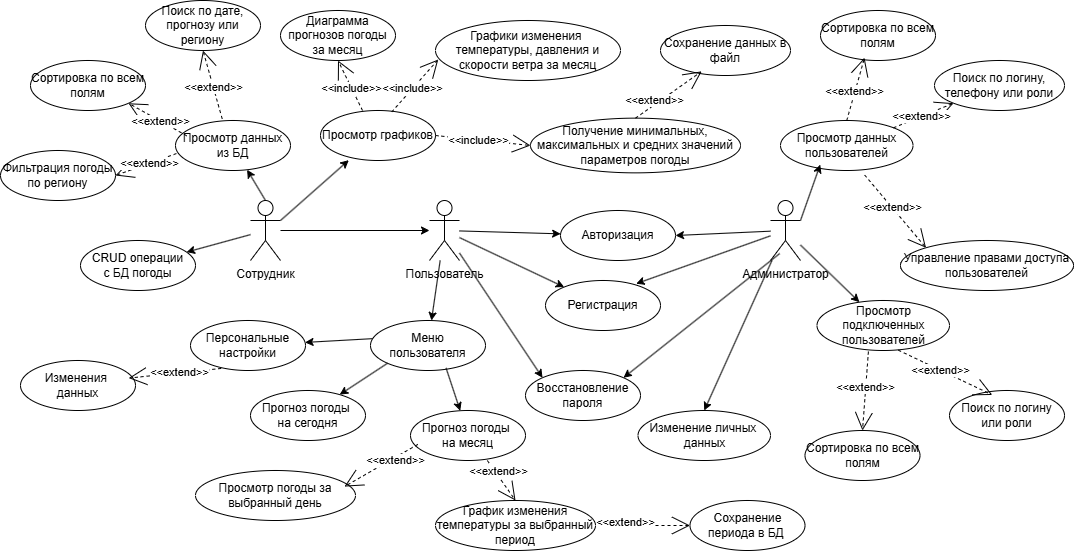 Поиск по дате,
прогнозу или
региону
Диаграмма
прогнозов погоды
за месяц
Графики изменения
температуры, давления и
скорости ветра за месяц
Сохранение данных в
файл
Сортировка по всем
полям
Сортировка по всем
полям
<<extend>>
<<include>>
<<include>>
<<extend>>
<<extend>>
Поиск по логину,
телефону или роли
<<extend>>
<<extend>>
Просмотр данных
из БД
Просмотр графиков
<<include>>
Получение минимальных,
максимальных и средних значений
параметров погоды
Просмотр данных
пользователей
Фильтрация погоды
по региону
<<extend>>
<<extend>>
CRUD операции
с БД погоды
Сотрудник
Пользователь
Авторизация
Администратор
Управление правами доступа
пользователей
Регистрация
Просмотр
подключенных
пользователей
Персональные
настройки
Меню
пользователя
Изменения
данных
<<extend>>
<<extend>>
<<extend>>
Восстановление
пароля
Прогноз погоды
на сегодня
Прогноз погоды
на месяц
Изменение личных
данных
Поиск по логину
или роли
Сортировка по всем
полям
<<extend>>
<<extend>>
Просмотр погоды за
выбранный день
График изменения
температуры за выбранный
период
<<extend>>
Сохранение
периода в БД